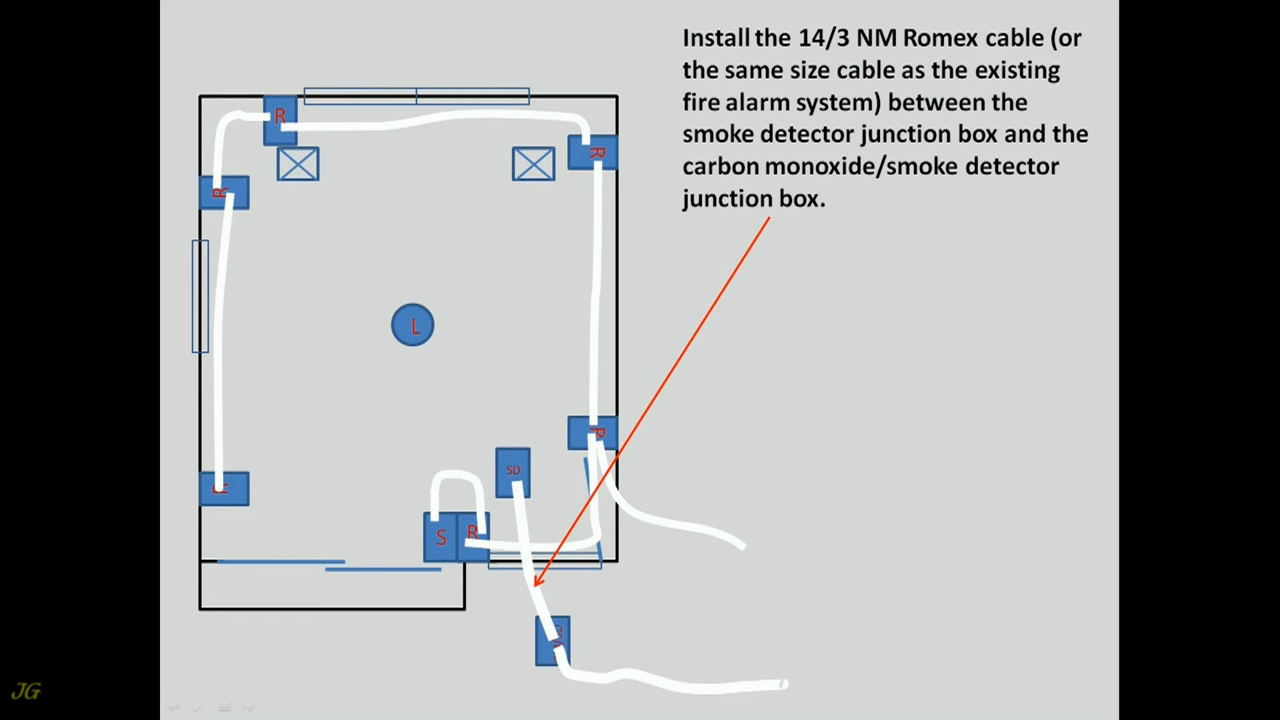 Install the 14/3 NM Romex cable (or
the same size cable as the existing
fire alarm system) between the
smoke detector junction box and the
carbon monoxide/smoke detector
junction box.
R
R
R
L
R
SD
S R
JG